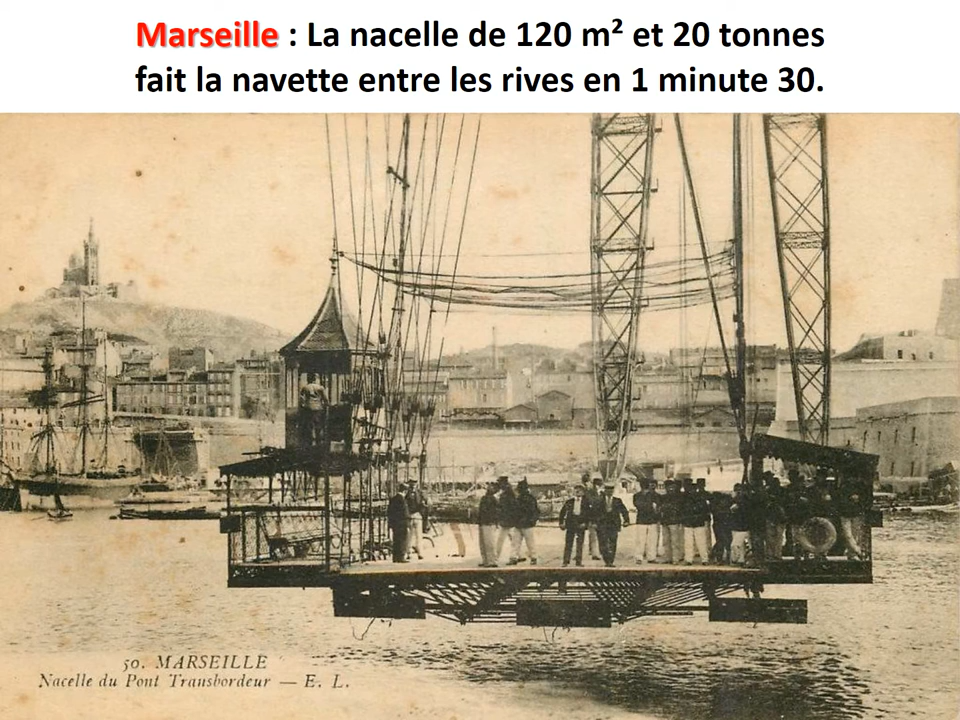 Marseille : La nacelle de 120 m² et 20 tonnes
fait la navette entre les rives en 1 minute 30.
50. MARSEILLE
Nacelle du Pont Transbordeur — E. L.